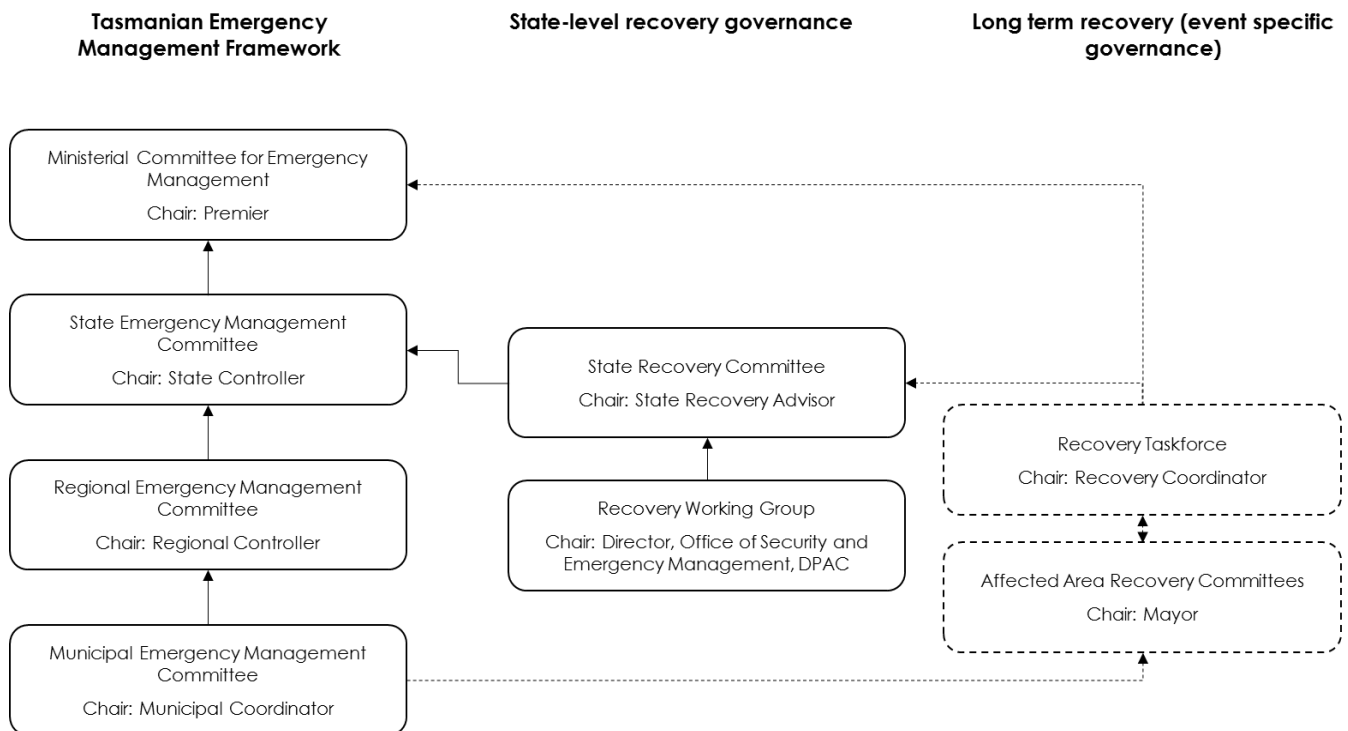 Tasmanian Emergency
Management Framework
State-level recovery governance
Long term recovery (event specific
governance)
Ministerial Committee for Emergency
Management
Chair: Premier
State Emergency Management
Committee
Chair: State Controller
Regional Emergency Management
Committee
Chair: Regional Controller
Municipal Emergency Management
Committee
Chair: Municipal Coordinator
State Recovery Committee
Chair: State Recovery Advisor
Recovery Working Group
Chair: Director, Office of Security and
Emergency Management, DPAC
Recovery Taskforce
Chair: Recovery Coordinator
Affected Area Recovery Committees
Chair: Mayor